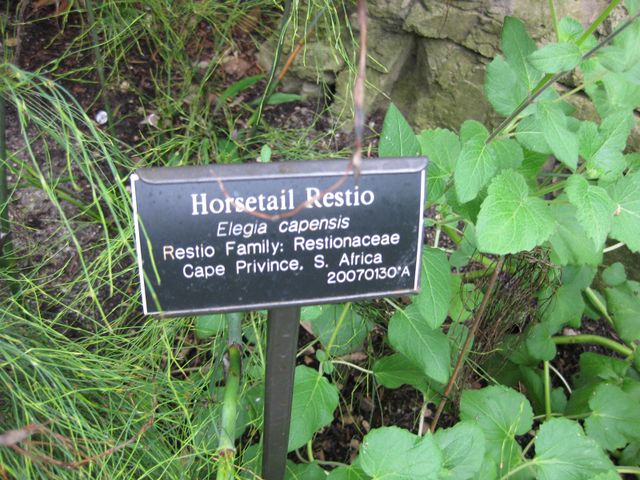 Horsetail Restio
Elegia capensis
Restio Family: Restionaceae
Cape Privince, S. Africa
20070130*A